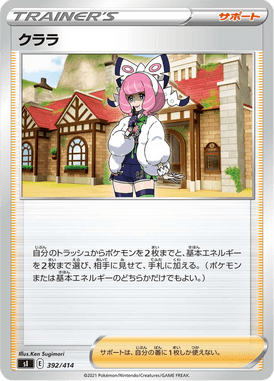 TRAINER'S サポート
クララ
自分のトラッシュからポケモンを2枚までと、基本エネルギー
を2枚まで選び、相手に見せて、手札に加える。（ポケモン
または基本エネルギーのどちらかだけでもよい。）
Illus.Ken Sugimori
sI E 392/414
サポートは、自分の番に1枚しか使えない。
©2021 Pokémon/Nintendo/Creatures/GAME FREAK.